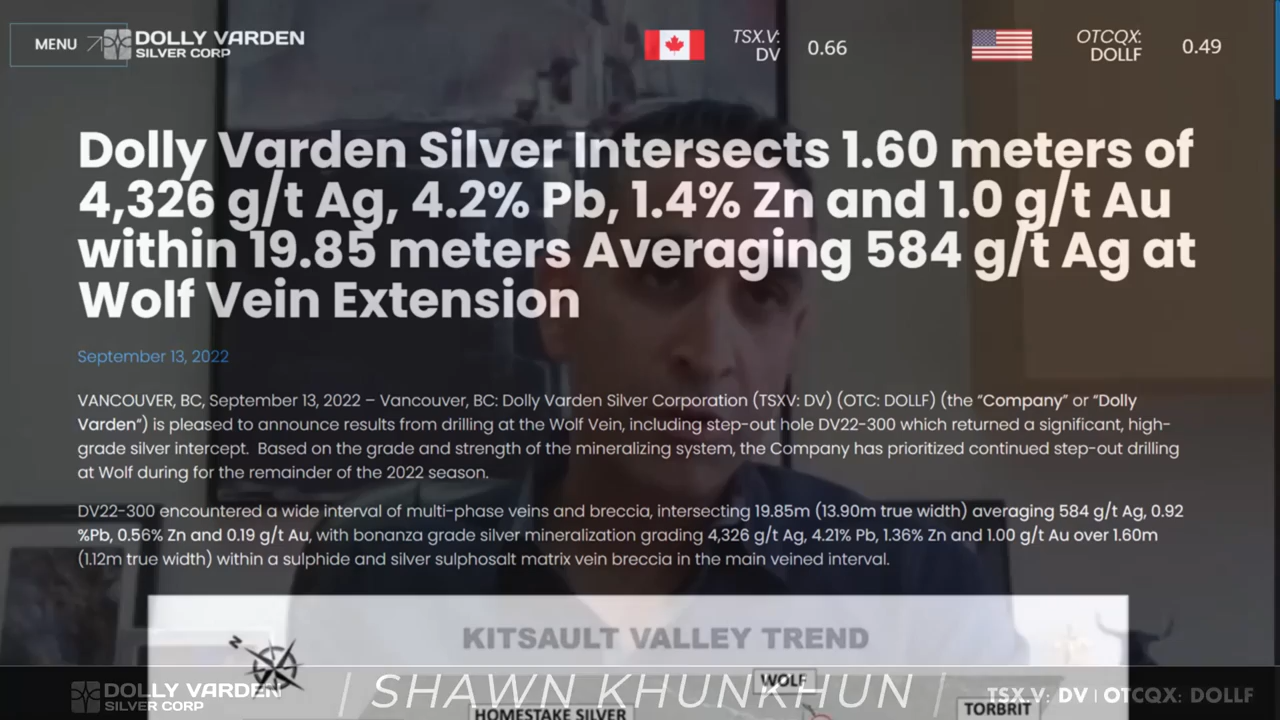 MENU
DOLLY VARDEN
SILVER CORP
TSX.V:
DV
0.66
OTCQX:
DOLLF
0.49
Dolly Varden Silver Intersects 1.60 meters of
4,326 g/t Ag, 4.2% Pb, 1.4% Zn and 1.0 g/t Au
within 19.85 meters Averaging 584 g/t Ag at
Wolf Vein Extension
September 13, 2022
VANCOUVER, BC, September 13, 2022 – Vancouver, BC: Dolly Varden Silver Corporation (TSXV: DV) (OTC: DOLLF) (the “Company” or “Dolly
Varden”) is pleased to announce results from drilling at the Wolf Vein, including step-out hole DV22-300 which returned a significant, high-
grade silver intercept.  Based on the grade and strength of the mineralizing system, the Company has prioritized continued step-out drilling
at Wolf during for the remainder of the 2022 season.
DV22-300 encountered a wide interval of multi-phase veins and breccia, intersecting 19.85m (13.90m true width) averaging 584 g/t Ag, 0.92
%Pb, 0.56% Zn and 0.19 g/t Au, with bonanza grade silver mineralization grading 4,326 g/t Ag, 4.21% Pb, 1.36% Zn and 1.00 g/t Au over 1.60m
(1.12m true width) within a sulphide and silver sulphosalt matrix vein breccia in the main veined interval.
KITSAULT VALLEY TREND
N
WOLF
HOMESTAKE SILVER
TORBRIT
DOLLY VARDEN
SILVER CORP
| SHAWN KHUNKHUN |
TSX.V: DV | OTCQX: DOLLF